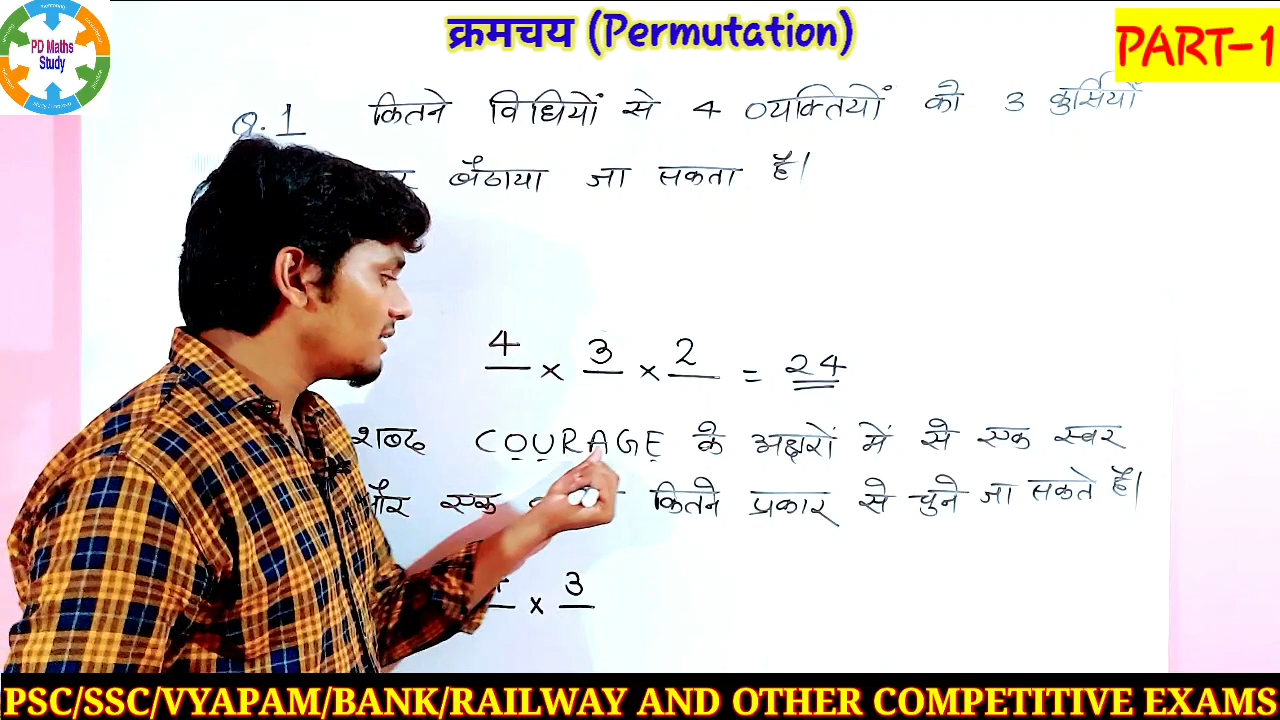 क्रमचय (Permutation)
PART-1
PD Maths
Study
Q.1 कितने विधियों से 4 व्यक्तियों को 3 कुर्सियों
बैठाया जा सकता है।
4 × 3 × 2 = 24
शब्द COURAGE के अक्षरों में से एक स्वर
और एक कितने प्रकार से चुने जा सकते है।
× 3
PSC/SSC/VYAPAM/BANK/RAILWAY AND OTHER COMPETITIVE EXAMS